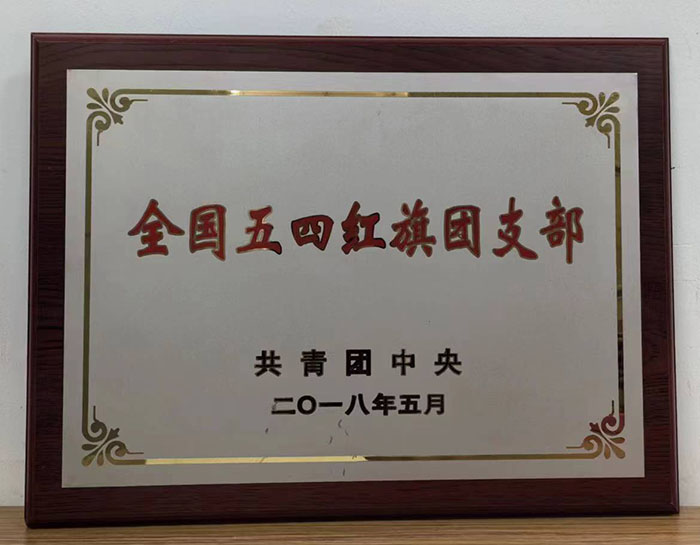 全国五四红旗团支部
共青团中央
二〇一八年五月